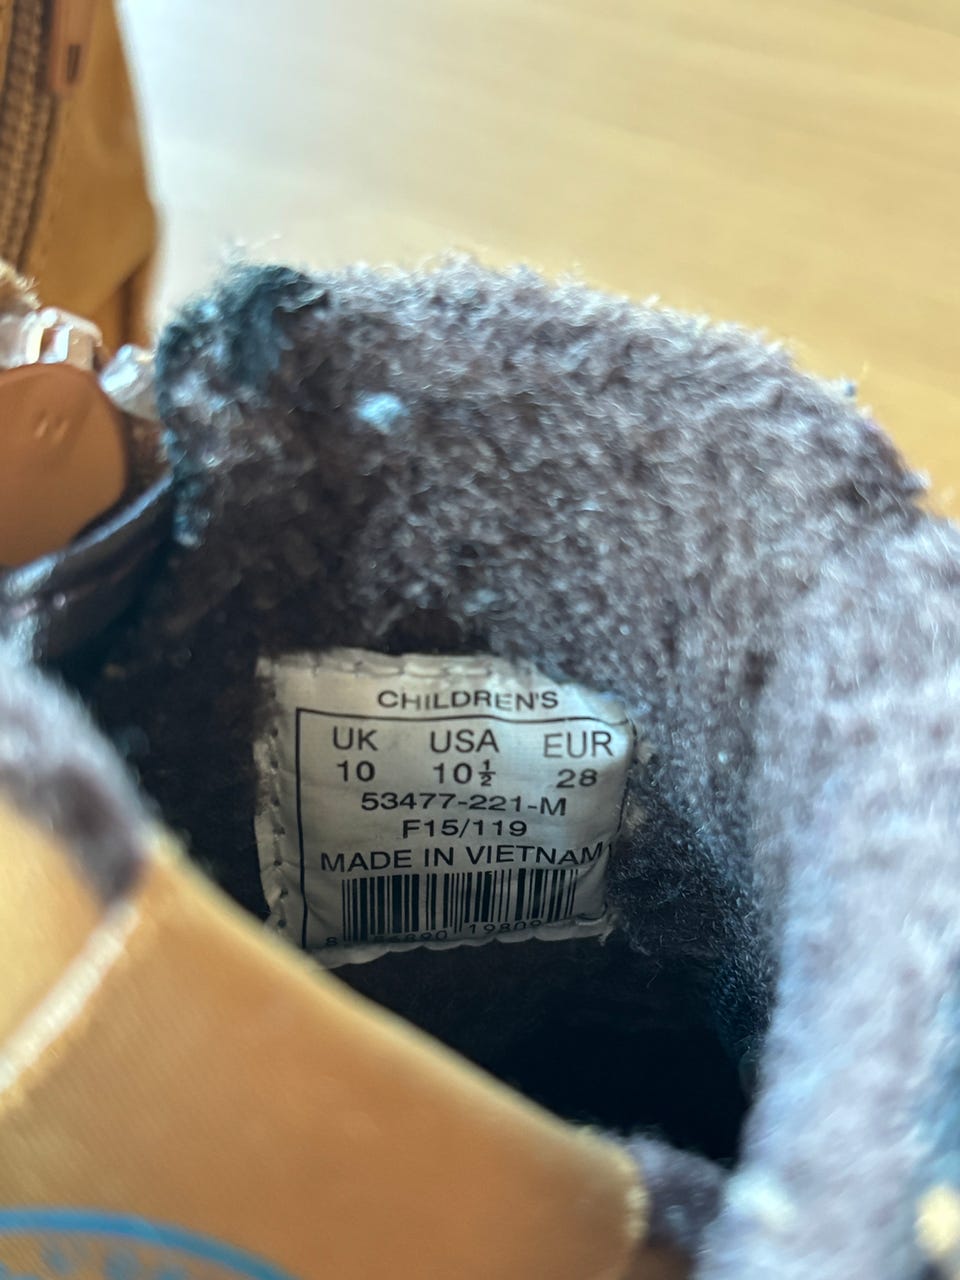 CHILDREN'S
UK USA EUR
10 10½ 28
53477-221-M
F15/119
MADE IN VIETNAM